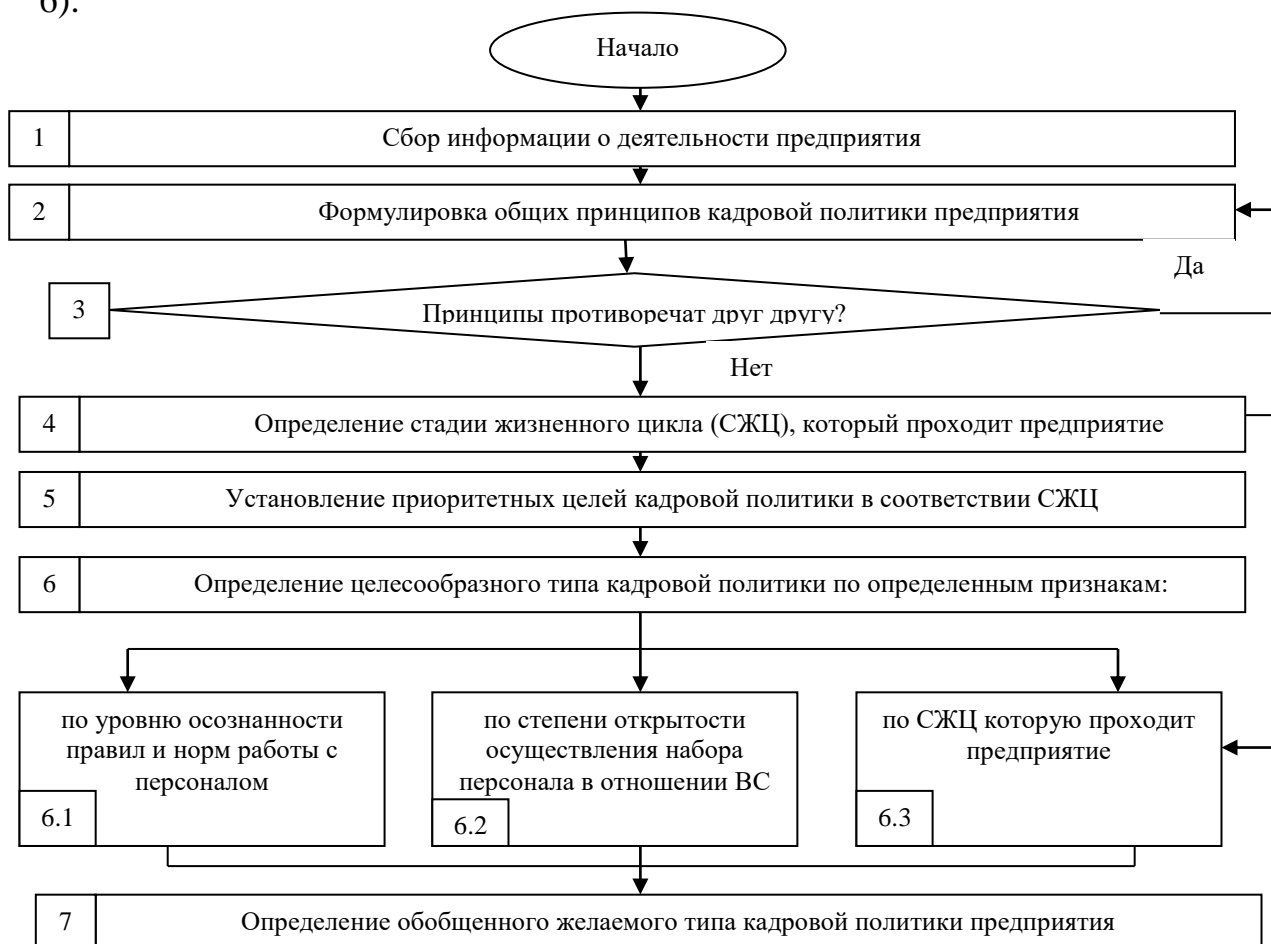 6).
Начало
1
Сбор информации о деятельности предприятия
2
Формулировка общих принципов кадровой политики предприятия
Да
3
Принципы противоречат друг другу?
Нет
4
Определение стадии жизненного цикла (СЖЦ), который проходит предприятие
5
Установление приоритетных целей кадровой политики в соответствии СЖЦ
6
Определение целесообразного типа кадровой политики по определенным признакам:
по уровню осознанности
правил и норм работы с
персоналом
6.1
по степени открытости
осуществления набора
персонала в отношении ВС
6.2
по СЖЦ которую проходит
предприятие
6.3
7
Определение обобщенного желаемого типа кадровой политики предприятия